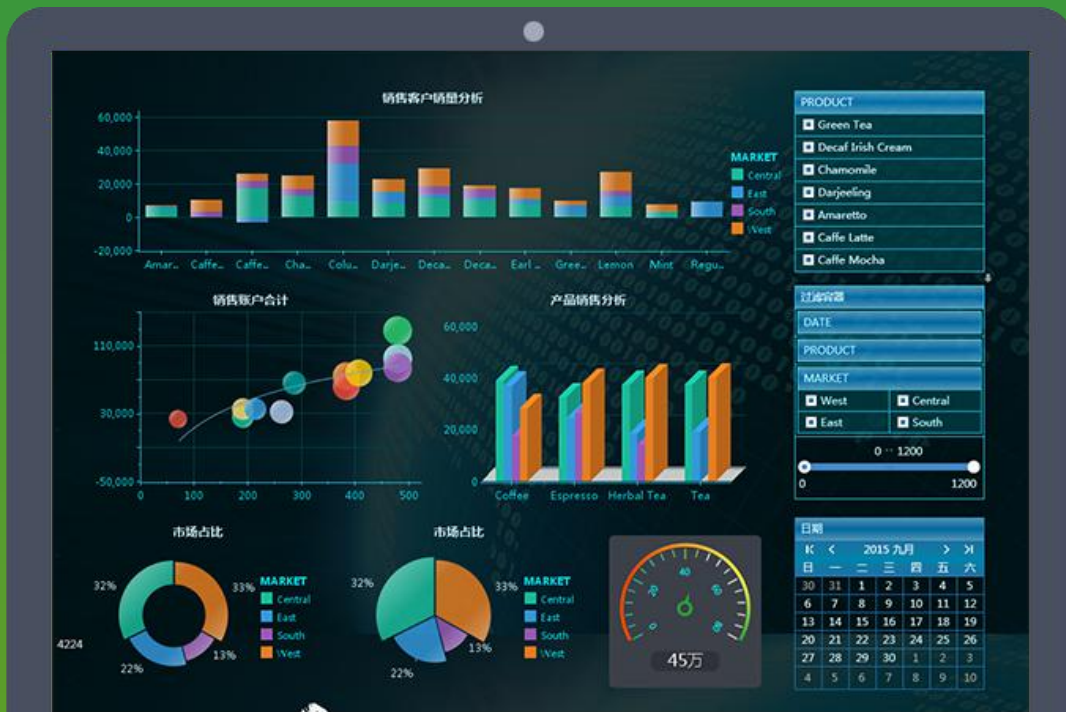 销售客户销量分析
60,000
40,000
20,000
0
-20,000
Amar... Caffe... Caffe... Cha... Colu... Darje... Deca... Deca... Earl ... Gree... Lemon Mint Regu...
MARKET
Central
East
South
West
PRODUCT
Green Tea
Decaf Irish Cream
Chamomile
Darjeeling
Amaretto
Caffe Latte
Caffe Mocha
销售账户合计
110,000
30,000
-50,000
0 100 200 300 400 500
产品销售分析
60,000
40,000
20,000
0
Coffee Espresso Herbal Tea Tea
过滤容器
DATE
PRODUCT
MARKET
West Central
East South
0 ·· 1200
0 1200
市场占比
32% 33%
22% 13%
4224
MARKET
Central
East
South
West
市场占比
32% 33%
22% 13%
MARKET
Central
East
South
West
0 20 40 60 80
45万
日期
2015 九月
日 一 二 三 四 五 六
30 31 1 2 3 4 5
6 7 8 9 10 11 12
13 14 15 16 17 18 19
20 21 22 23 24 25 26
27 28 29 30 1 2 3
4 5 6 7 8 9 10